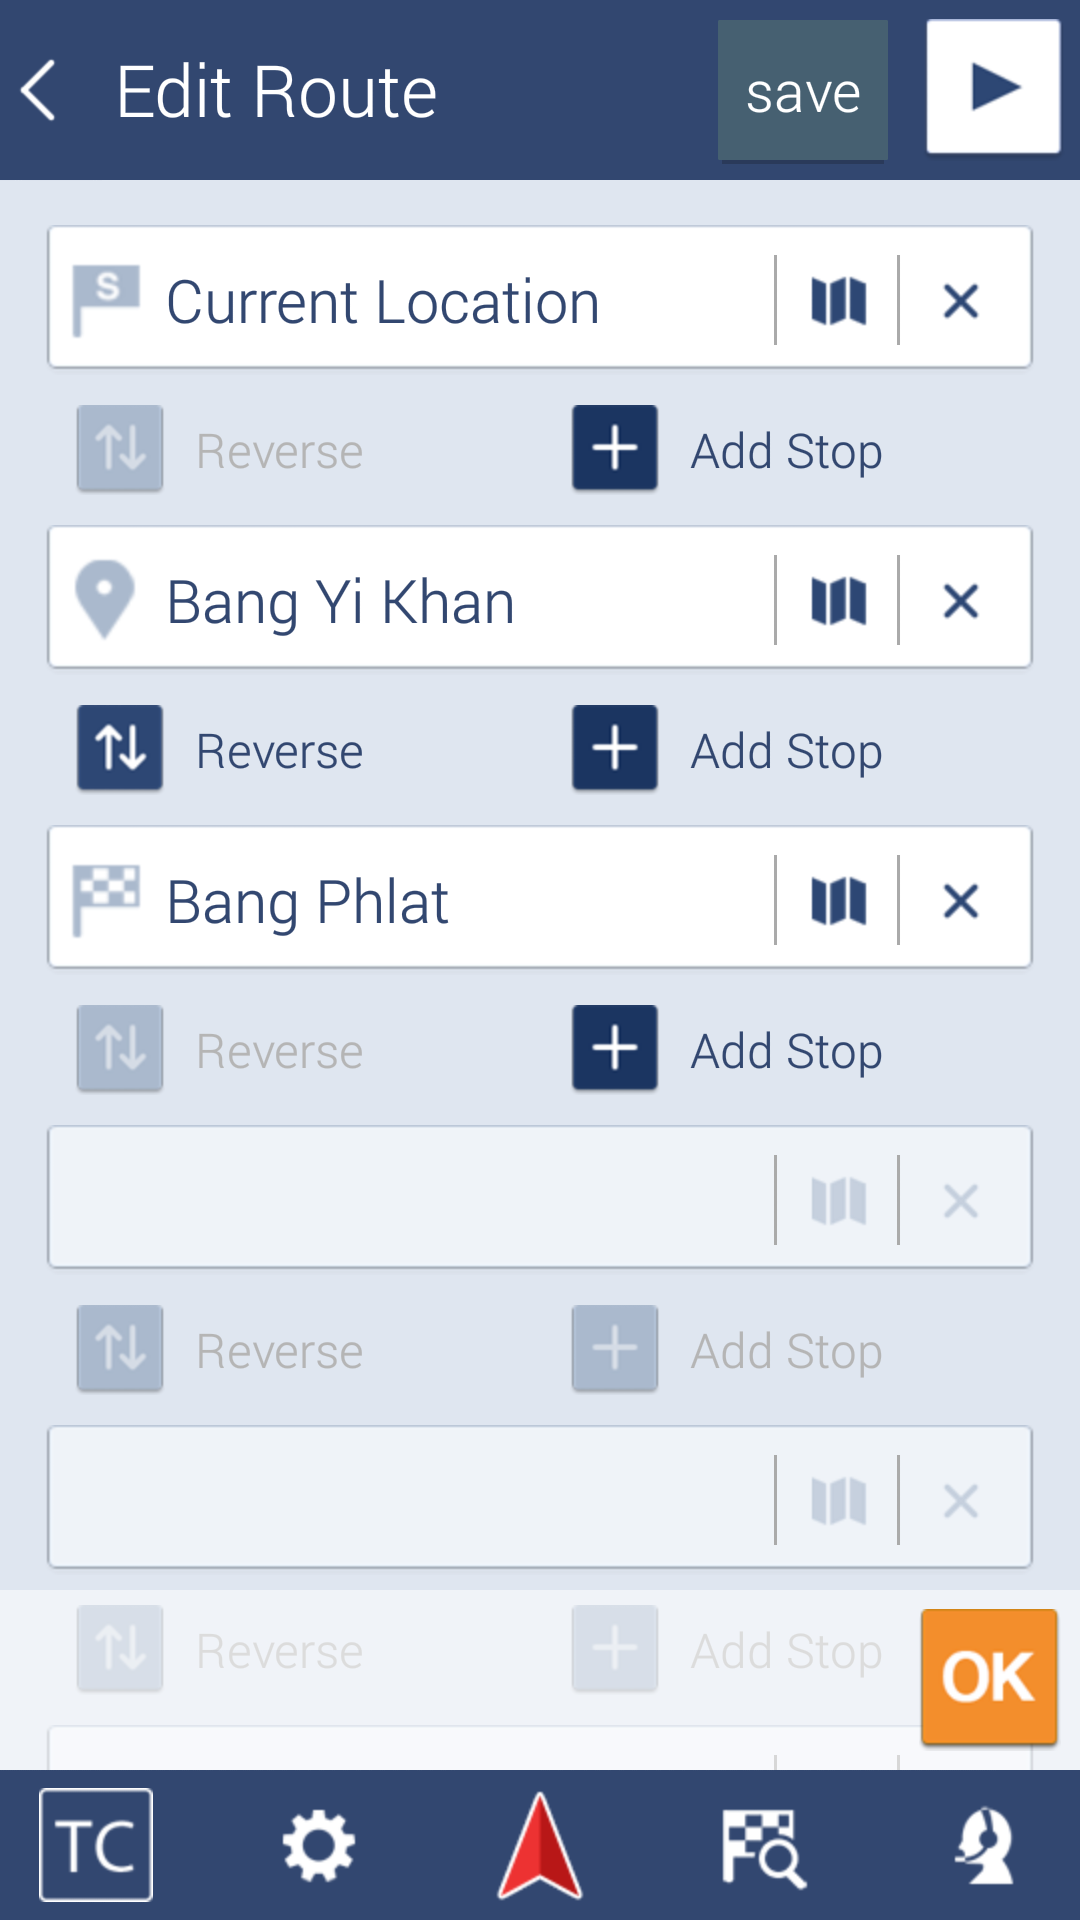 Edit Route
save
S
Current Location
Reverse
Add Stop
Bang Yi Khan
Reverse
Add Stop
Bang Phlat
Reverse
Add Stop
Reverse
Add Stop
Reverse
Add Stop
OK
TC